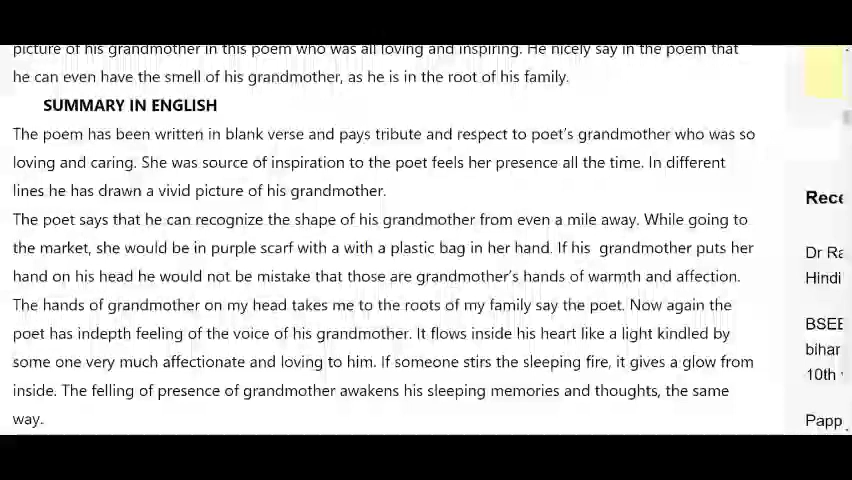 picture of his grandmother in this poem who was all loving and inspiring. He nicely say in the poem that
he can even have the smell of his grandmother, as he is in the root of his family.
SUMMARY IN ENGLISH
The poem has been written in blank verse and pays tribute and respect to poet's grandmother who was so
loving and caring. She was source of inspiration to the poet feels her presence all the time. In different
lines he has drawn a vivid picture of his grandmother.
The poet says that he can recognize the shape of his grandmother from even a mile away. While going to
the market, she would be in purple scarf with a with a plastic bag in her hand. If his grandmother puts her
hand on his head he would not be mistake that those are grandmother's hands of warmth and affection.
The hands of grandmother on my head takes me to the roots of my family say the poet. Now again the
poet has indepth feeling of the voice of his grandmother. It flows inside his heart like a light kindled by
some one very much affectionate and loving to him. If someone stirs the sleeping fire, it gives a glow from
inside. The felling of presence of grandmother awakens his sleeping memories and thoughts, the same
way.
Rece
Dr Ra
Hindi
BSEE
bihar
10th
Papp